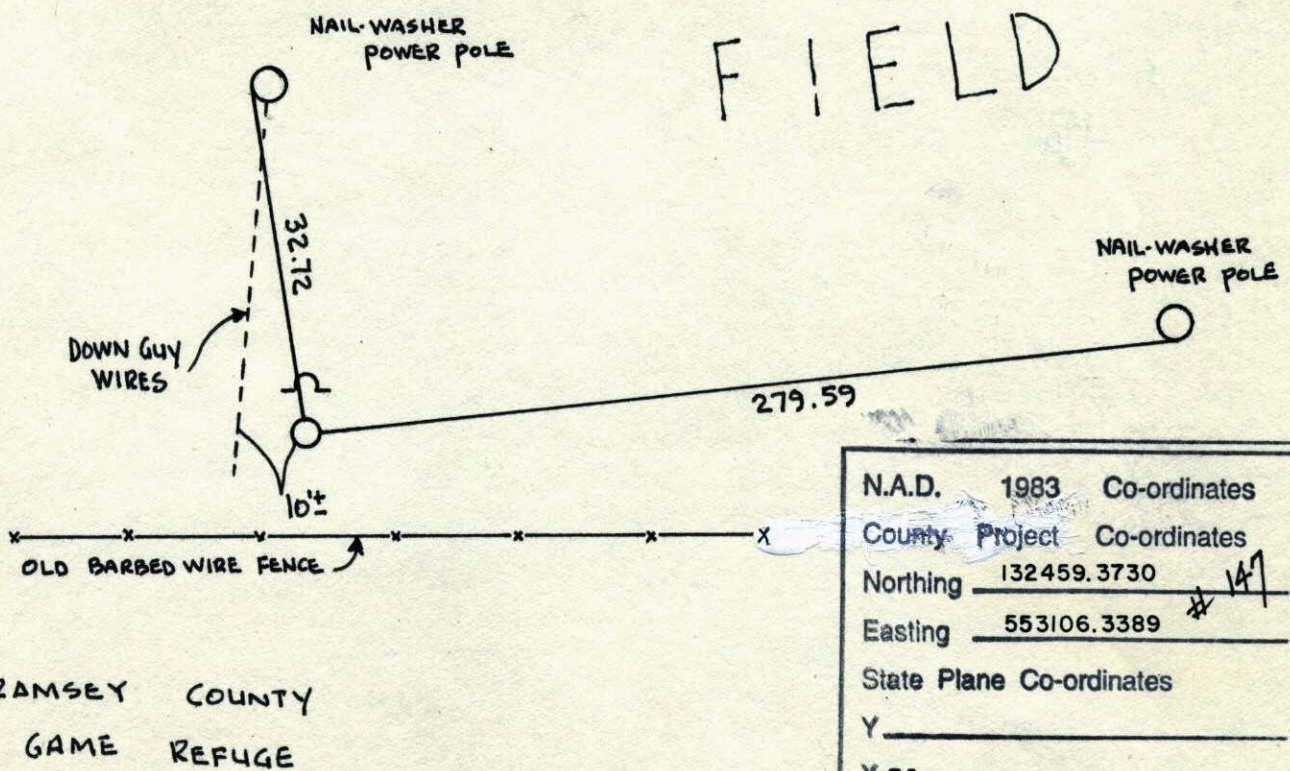 NAIL-WASHER
POWER POLE
FIELD
32.72
NAIL-WASHER
POWER POLE
DOWN GUY
WIRES
279.59
10'±
OLD BARBED WIRE FENCE
N.A.D. 1983 Co-ordinates
County Project Co-ordinates
Northing 132459.3730
# 147
Easting 553106.3389
State Plane Co-ordinates
Y
RAMSEY COUNTY
GAME REFUGE